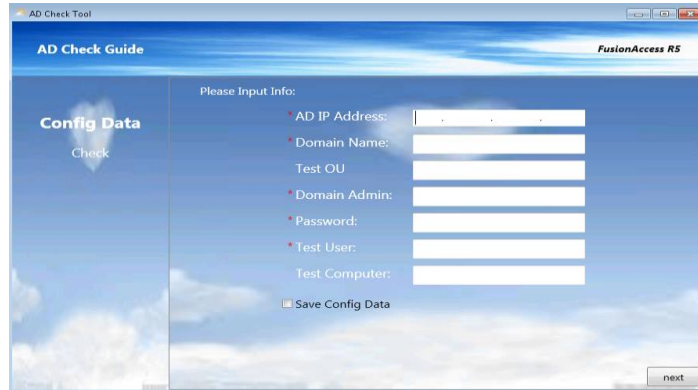 AD Check Tool
AD Check Guide
FusionAccess R5
Config Data
Check
Please Input Info:
* AD IP Address:
. . .
* Domain Name:
Test OU
* Domain Admin:
* Password:
* Test User:
Test Computer:
Save Config Data
next